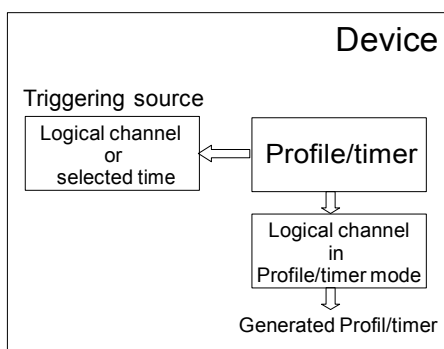 Device
Triggering source
Logical channel
or
selected time
Profile/timer
Logical channel
in
Profile/timer mode
Generated Profil/timer